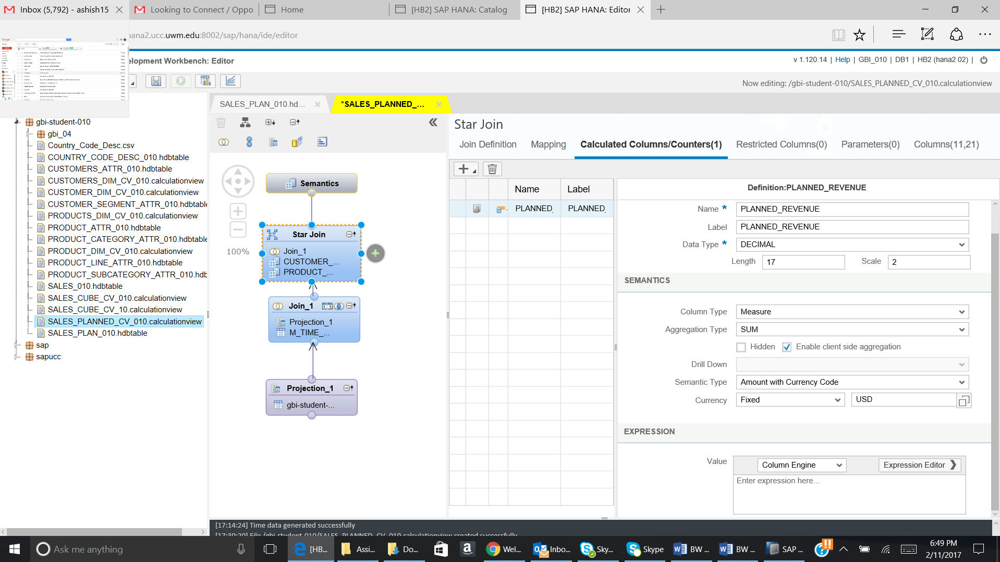 Inbox (5,792) - ashish15
Looking to Connect / Oppo
Home
[HB2] SAP HANA: Catalog
[HB2] SAP HANA: Editor
hana2.ucc.uwm.edu:8002/sap/hana/ide/editor
elopment Workbench: Editor
v 1.120.14 | Help | GBI_010 | DB1 | HB2 (hana2 02) |
Now editing: /gbi-student-010/SALES_PLANNED_CV_010.calculationview
SALES_PLAN_010.hd...
*SALES_PLANNED_...
gbi-student-010
gbi_04
Country_Code_Desc.csv
COUNTRY_CODE_DESC_010.hdbtable
CUSTOMERS_ATTR_010.hdbtable
CUSTOMERS_DIM_CV_010.calculationview
CUSTOMER_DIM_CV_010.calculationview
CUSTOMER_SEGMENT_ATTR_010.hdbtable
PRODUCTS_DIM_CV_010.calculationview
PRODUCT_ATTR_010.hdbtable
PRODUCT_CATEGORY_ATTR_010.hdbtable
PRODUCT_DIM_CV_010.calculationview
PRODUCT_LINE_ATTR_010.hdbtable
PRODUCT_SUBCATEGORY_ATTR_010.hdb
SALES_010.hdbtable
SALES_CUBE_CV_010.calculationview
SALES_CUBE_CV_10.calculationview
SALES_PLANNED_CV_010.calculationview
SALES_PLAN_010.hdbtable
sap
sapucc
100%
Semantics
Star Join
Join_1
CUSTOMER_...
PRODUCT_...
Join_1
Projection_1
M_TIME_...
Projection_1
gbi-student-...
Star Join
Join Definition
Mapping
Calculated Columns/Counters(1)
Restricted Columns(0)
Parameters(0)
Columns(11,21)
Name
Label
PLANNED_
PLANNED_
Definition:PLANNED_REVENUE
Name *
PLANNED_REVENUE
Label
PLANNED_REVENUE
Data Type *
DECIMAL
Length
17
Scale
2
SEMANTICS
Column Type
Measure
Aggregation Type
SUM
Hidden
Enable client side aggregation
Drill Down
Semantic Type
Amount with Currency Code
Currency
Fixed
USD
EXPRESSION
Value
Column Engine
Expression Editor
Enter expression here...
[17:14:24] Time data generated successfully
[17:30:20] File /gbi-student-010/SALES_PLANNED_CV_010.calculationview created successfully
Ask me anything
[HB...
Assi...
Do...
Wel...
Inbo...
Sky...
Skype
BW ...
BW ...
SAP ...
6:49 PM
2/11/2017